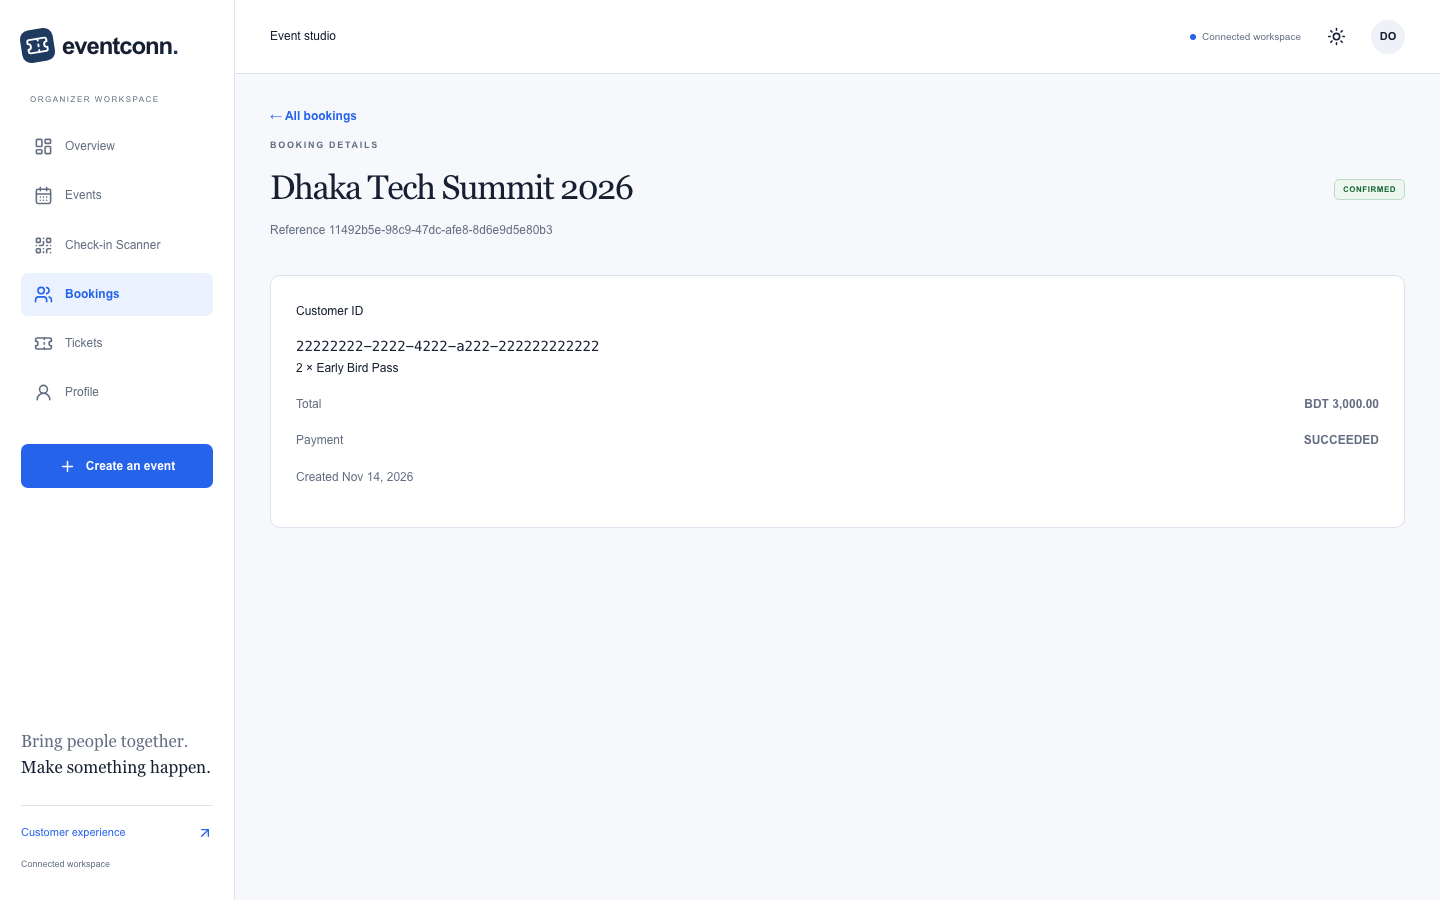 eventconn.
ORGANIZER WORKSPACE
Overview
Events
Check-in Scanner
Bookings
Tickets
Profile
Create an event
Bring people together.
Make something happen.
Customer experience
Connected workspace
Event studio
Connected workspace
DO
← All bookings
BOOKING DETAILS
Dhaka Tech Summit 2026
CONFIRMED
Reference 11492b5e-98c9-47dc-afe8-8d6e9d5e80b3
Customer ID
22222222-2222-4222-a222-222222222222
2 × Early Bird Pass
Total BDT 3,000.00
Payment SUCCEEDED
Created Nov 14, 2026